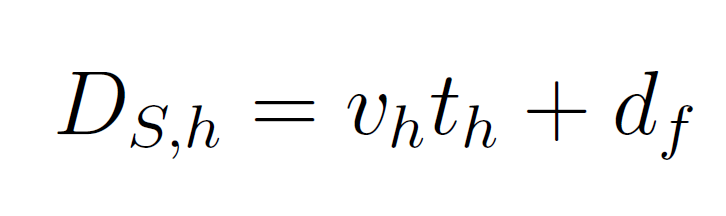 D_{S,h} = v_h t_h + d_f